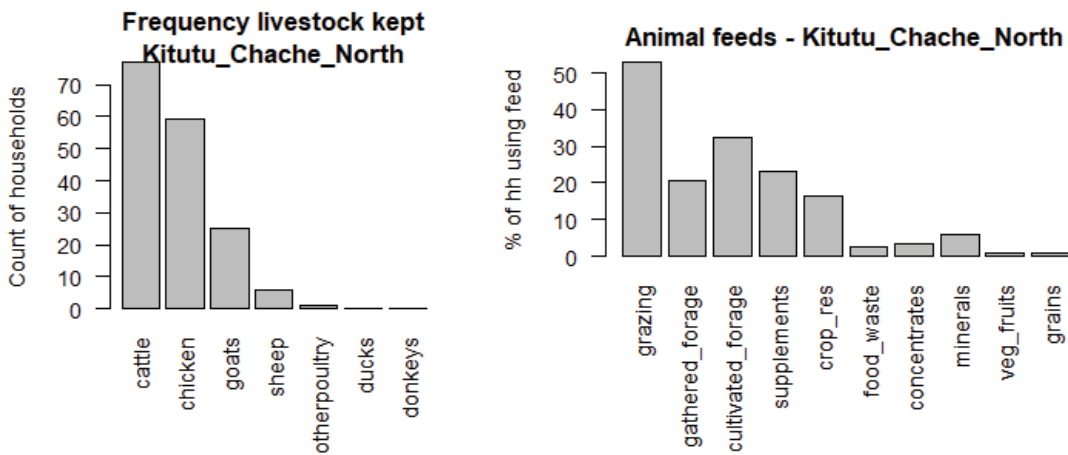 Frequency livestock kept
Kitutu_Chache_North
Count of households
70
60
50
40
30
20
10
0
cattle
chicken
goats
sheep
otherpoultry
ducks
donkeys
Animal feeds - Kitutu_Chache_North
% of hh using feed
50
40
30
20
10
0
grazing
gathered_forage
cultivated_forage
supplements
crop_res
food_waste
concentrates
minerals
veg_fruits
grains